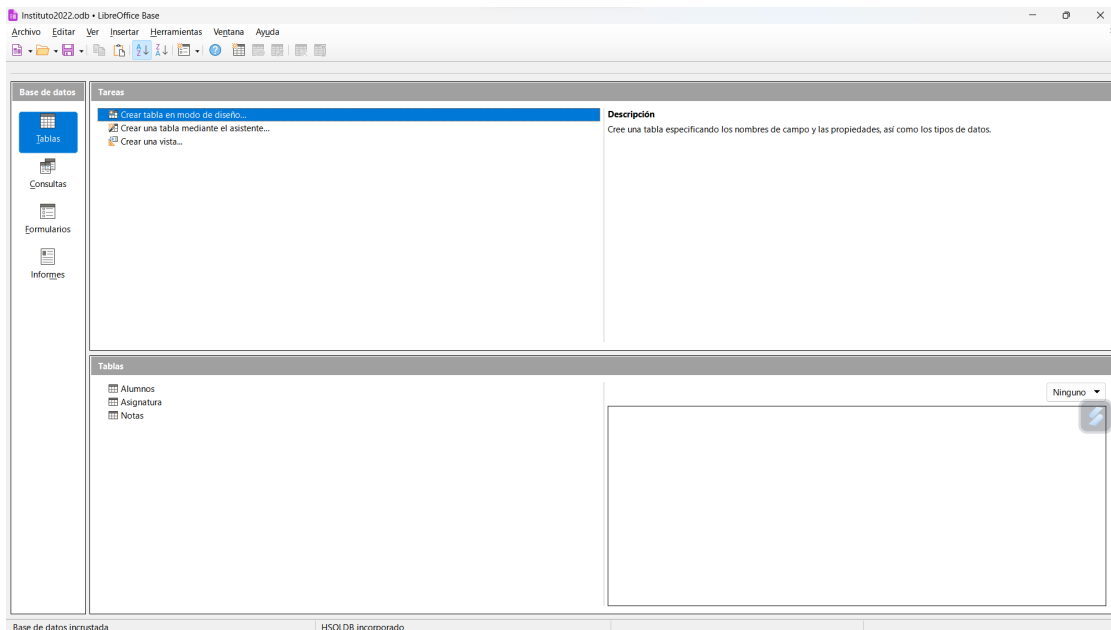 Instituto2022.odb • LibreOffice Base
Archivo Editar Ver Insertar Herramientas Ventana Ayuda
Base de datos
Tareas
Tablas
Consultas
Formularios
Informes
Crear tabla en modo de diseño...
Crear una tabla mediante el asistente...
Crear una vista...
Descripción
Cree una tabla especificando los nombres de campo y las propiedades, así como los tipos de datos.
Tablas
Alumnos
Asignatura
Notas
Ninguno
Base de datos incrustada
HSQLDB incorporado